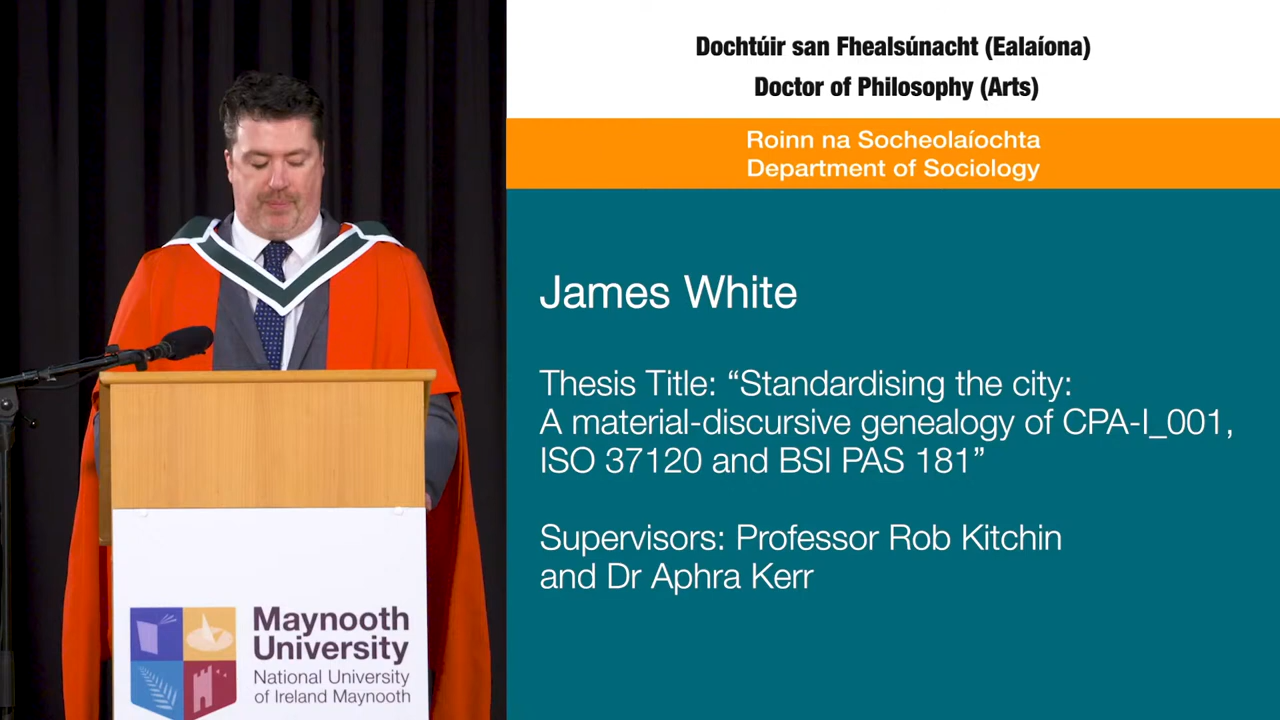 Dochtúir san Fhealsúnacht (Ealaíona)
Doctor of Philosophy (Arts)
Roinn na Socheolaíochta
Department of Sociology
James White
Thesis Title: “Standardising the city:
A material-discursive genealogy of CPA-I_001,
ISO 37120 and BSI PAS 181”
Supervisors: Professor Rob Kitchin
and Dr Aphra Kerr
Maynooth
University
National University
of Ireland Maynooth